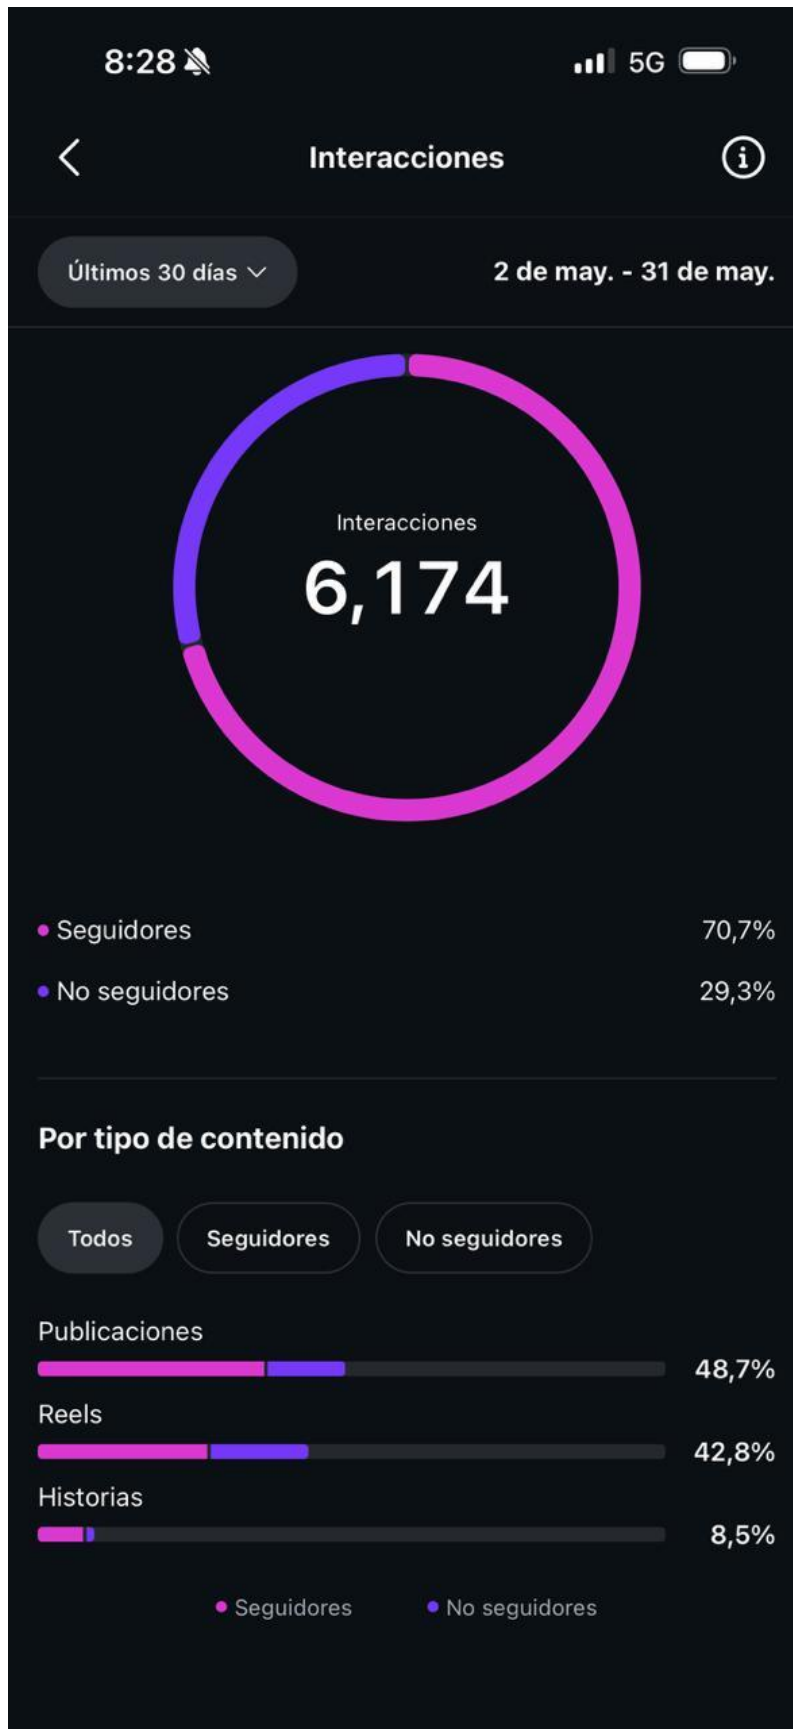 8:28
5G
Interacciones
Últimos 30 días
2 de may. - 31 de may.
Interacciones
6,174
Seguidores 70,7%
No seguidores 29,3%
Por tipo de contenido
Todos Seguidores No seguidores
Publicaciones
48,7%
Reels
42,8%
Historias
8,5%
Seguidores No seguidores